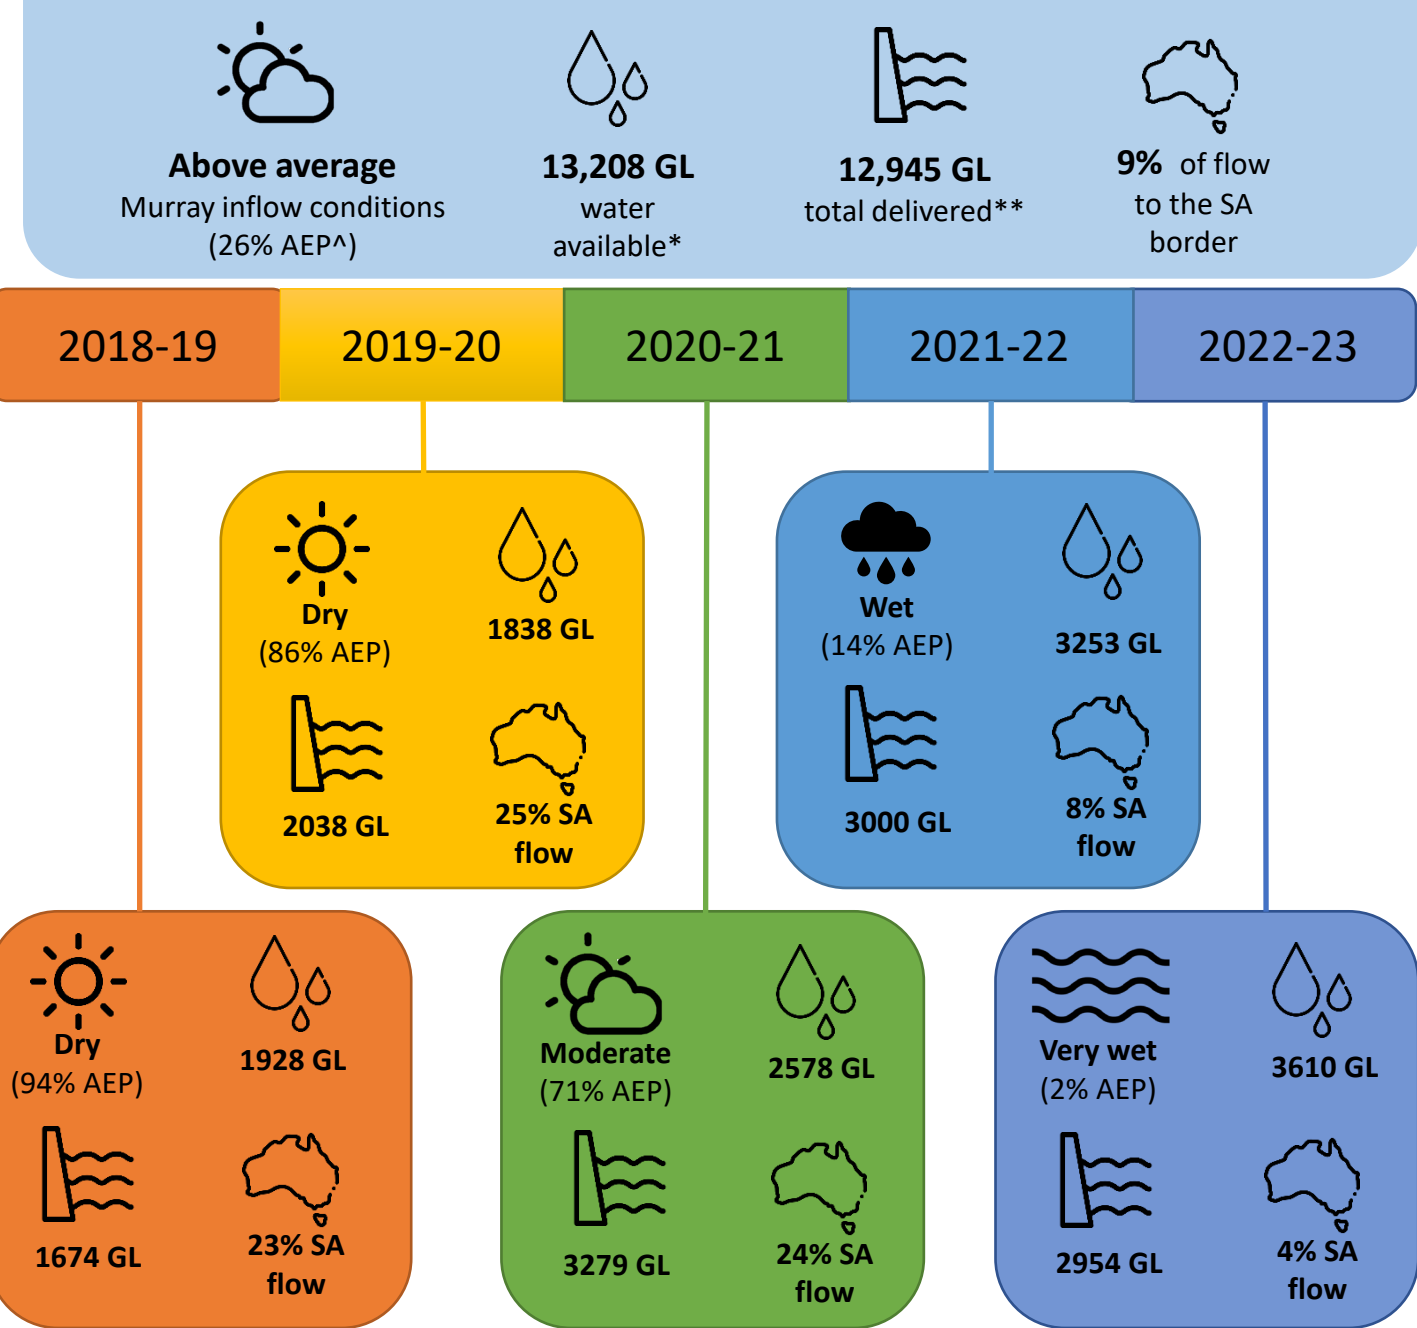 Above average
Murray inflow conditions
(26% AEP^)
13,208 GL
water
available*
12,945 GL
total delivered**
9% of flow
to the SA
border
2018-19
2019-20
2020-21
2021-22
2022-23
Dry
(86% AEP)
1838 GL
2038 GL
25% SA
flow
Wet
(14% AEP)
3253 GL
3000 GL
8% SA
flow
Dry
(94% AEP)
1928 GL
1674 GL
23% SA
flow
Moderate
(71% AEP)
2578 GL
3279 GL
24% SA
flow
Very wet
(2% AEP)
3610 GL
2954 GL
4% SA
flow